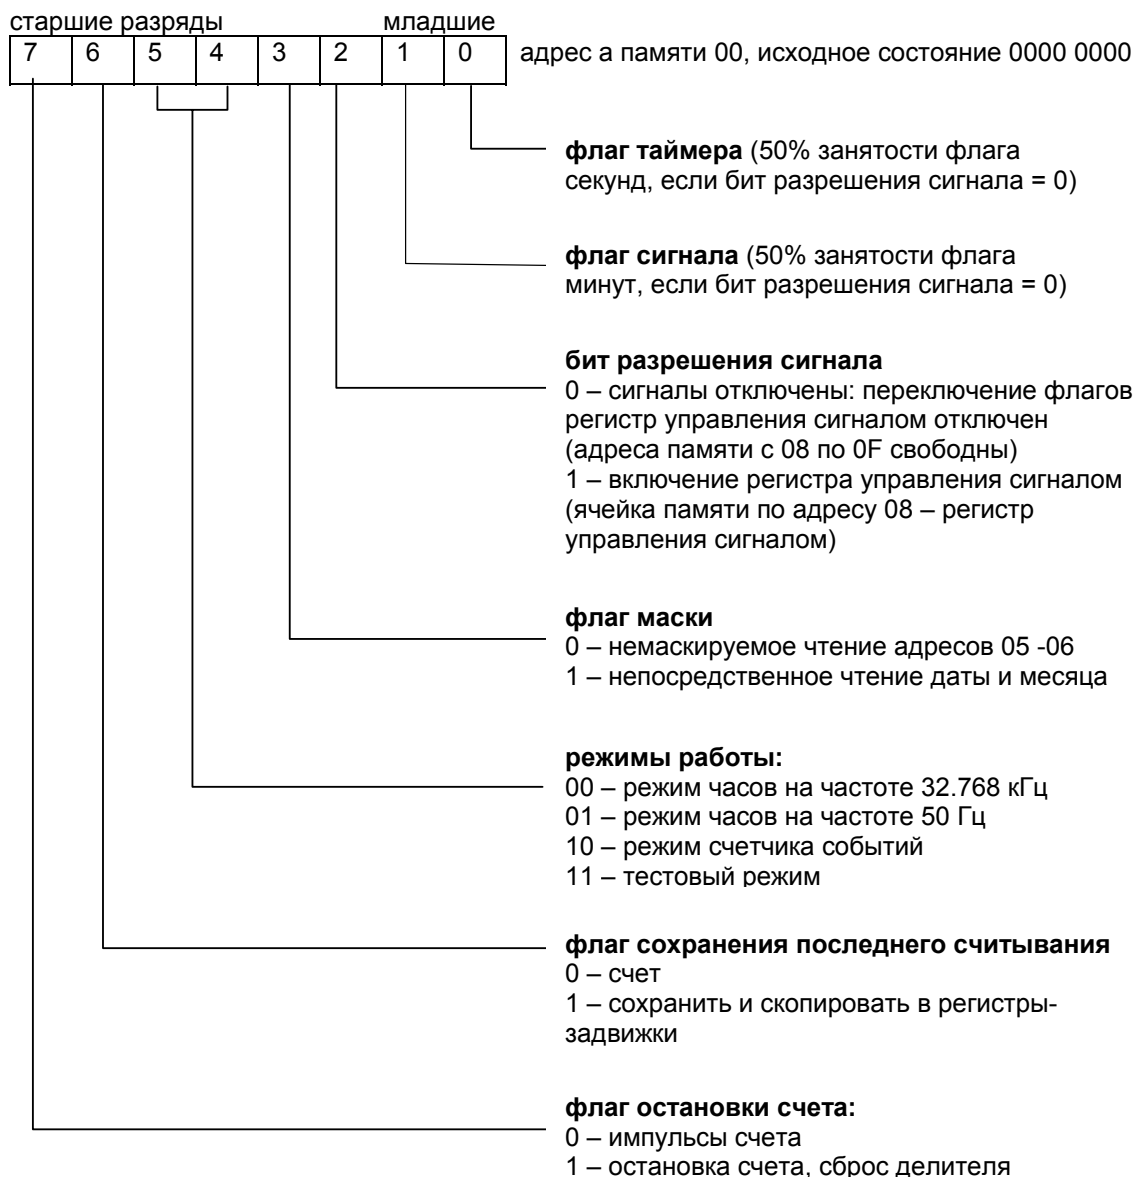 старшие разряды младшие
7 6 5 4 3 2 1 0 адрес а памяти 00, исходное состояние 0000 0000
флаг таймера (50% занятости флага
секунд, если бит разрешения сигнала = 0)
флаг сигнала (50% занятости флага
минут, если бит разрешения сигнала = 0)
бит разрешения сигнала
0 – сигналы отключены: переключение флагов
регистр управления сигналом отключен
(адреса памяти с 08 по 0F свободны)
1 – включение регистра управления сигналом
(ячейка памяти по адресу 08 – регистр
управления сигналом)
флаг маски
0 – немаскируемое чтение адресов 05 -06
1 – непосредственное чтение даты и месяца
режимы работы:
00 – режим часов на частоте 32.768 кГц
01 – режим часов на частоте 50 Гц
10 – режим счетчика событий
11 – тестовый режим
флаг сохранения последнего считывания
0 – счет
1 – сохранить и скопировать в регистры-
задвижки
флаг остановки счета:
0 – импульсы счета
1 – остановка счета, сброс делителя